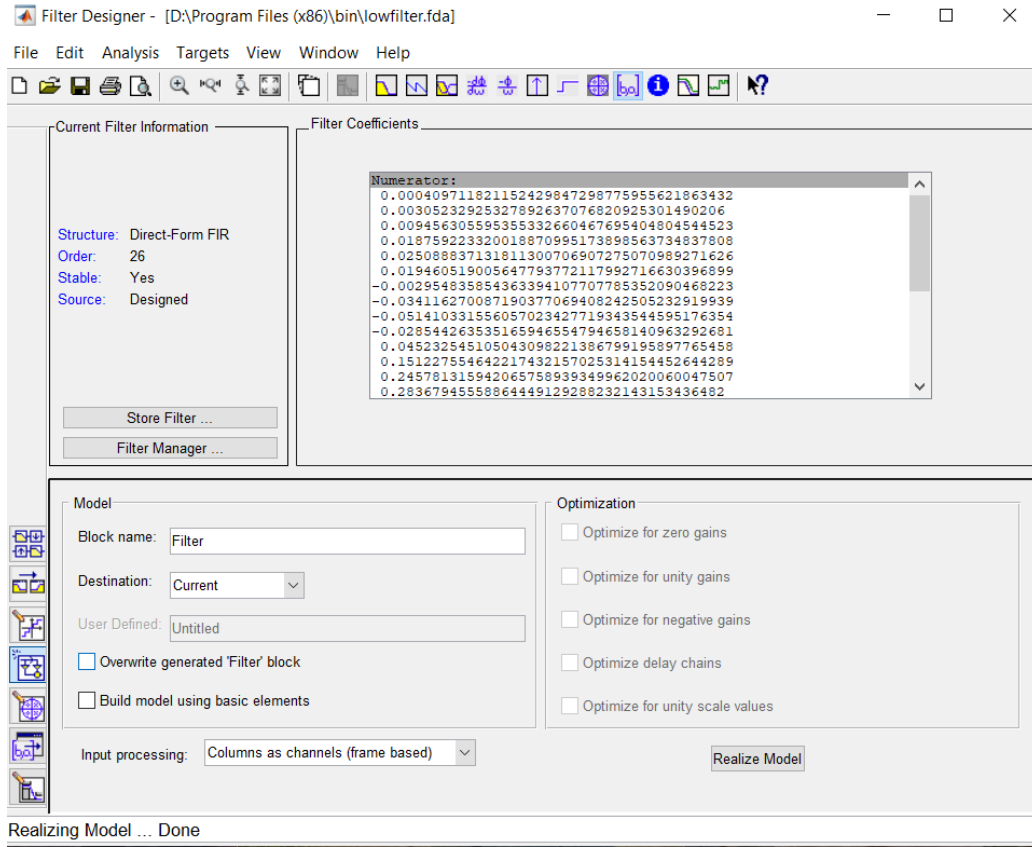 Filter Designer - [D:\Program Files (x86)\bin\lowfilter.fda]
File Edit Analysis Targets View Window Help
Current Filter Information
Structure: Direct-Form FIR
Order: 26
Stable: Yes
Source: Designed
Store Filter ...
Filter Manager ...
Filter Coefficients
Numerator:
0.00040971182115242984729877595562186343​2
0.003052329253278926370768209253014902​06
0.009456305595355332660467695404804544523
0.018759223320018870995173898563734837808
0.025088837131811300706907275070989271626
0.019460519005647793772117992716630396899
-0.002954835854363394107707785352090468223
-0.034116270087190377069408242505232919939
-0.051410331556057023427719343544595176354
-0.028544263535165946554794658140963292681
0.045232545105043098221386799195897765458
0.151227554642217432157025314154452644289
0.245781315942065758939349962020060047507
0.283679455588644491292882321431534364​82
Model
Block name: Filter
Destination: Current
User Defined: Untitled
Overwrite generated 'Filter' block
Build model using basic elements
Input processing: Columns as channels (frame based)
Optimization
Optimize for zero gains
Optimize for unity gains
Optimize for negative gains
Optimize delay chains
Optimize for unity scale values
Realize Model
Realizing Model ... Done